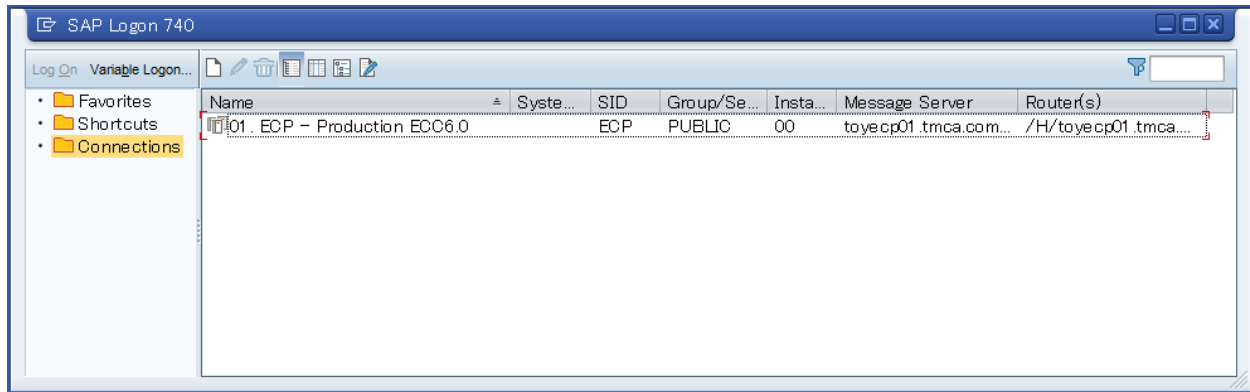 SAP Logon 740
Log On Variable Logon...
Favorites
Shortcuts
Connections
Name Syste... SID Group/Se... Insta... Message Server Router(s)
01. ECP - Production ECC6.0 ECP PUBLIC 00 toyecp01.tmca.com... /H/toyecp01.tmca....